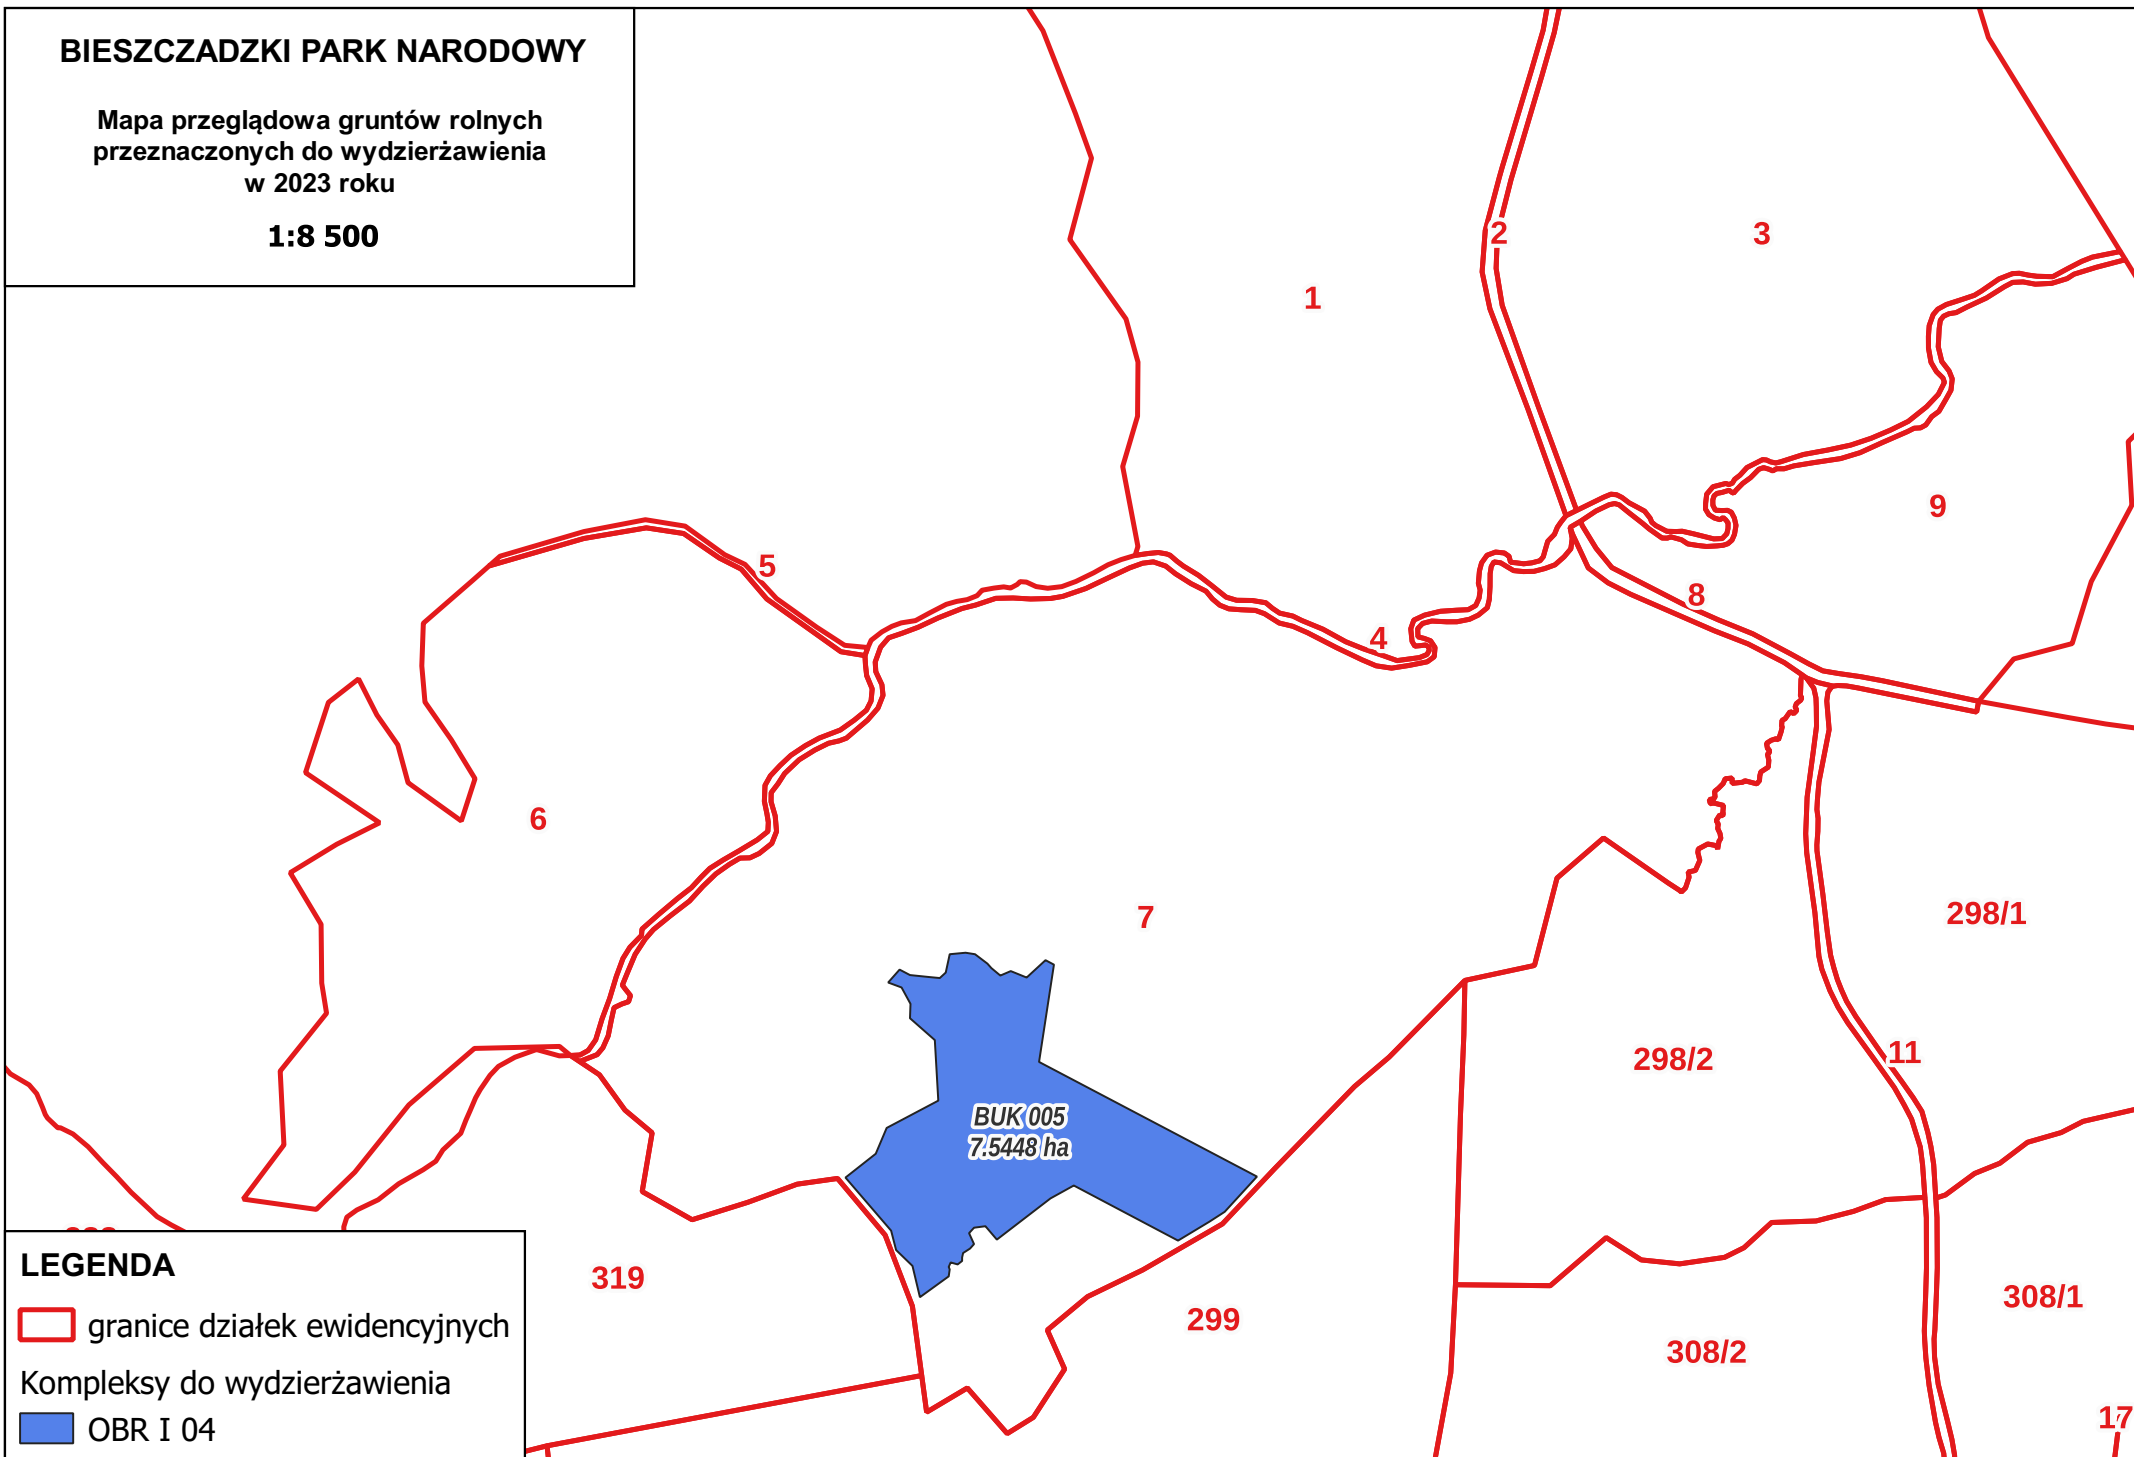 BIESZCZADZKI PARK NARODOWY
Mapa przeglądowa gruntów rolnych
przeznaczonych do wydzierżawienia
w 2023 roku
1:8 500
2
3
1
9
5
8
4
6
7
298/1
298/2
11
BUK 005
7.5448 ha
319
299
308/1
308/2
17
LEGENDA
granice działek ewidencyjnych
Kompleksy do wydzierżawienia
OBR I 04